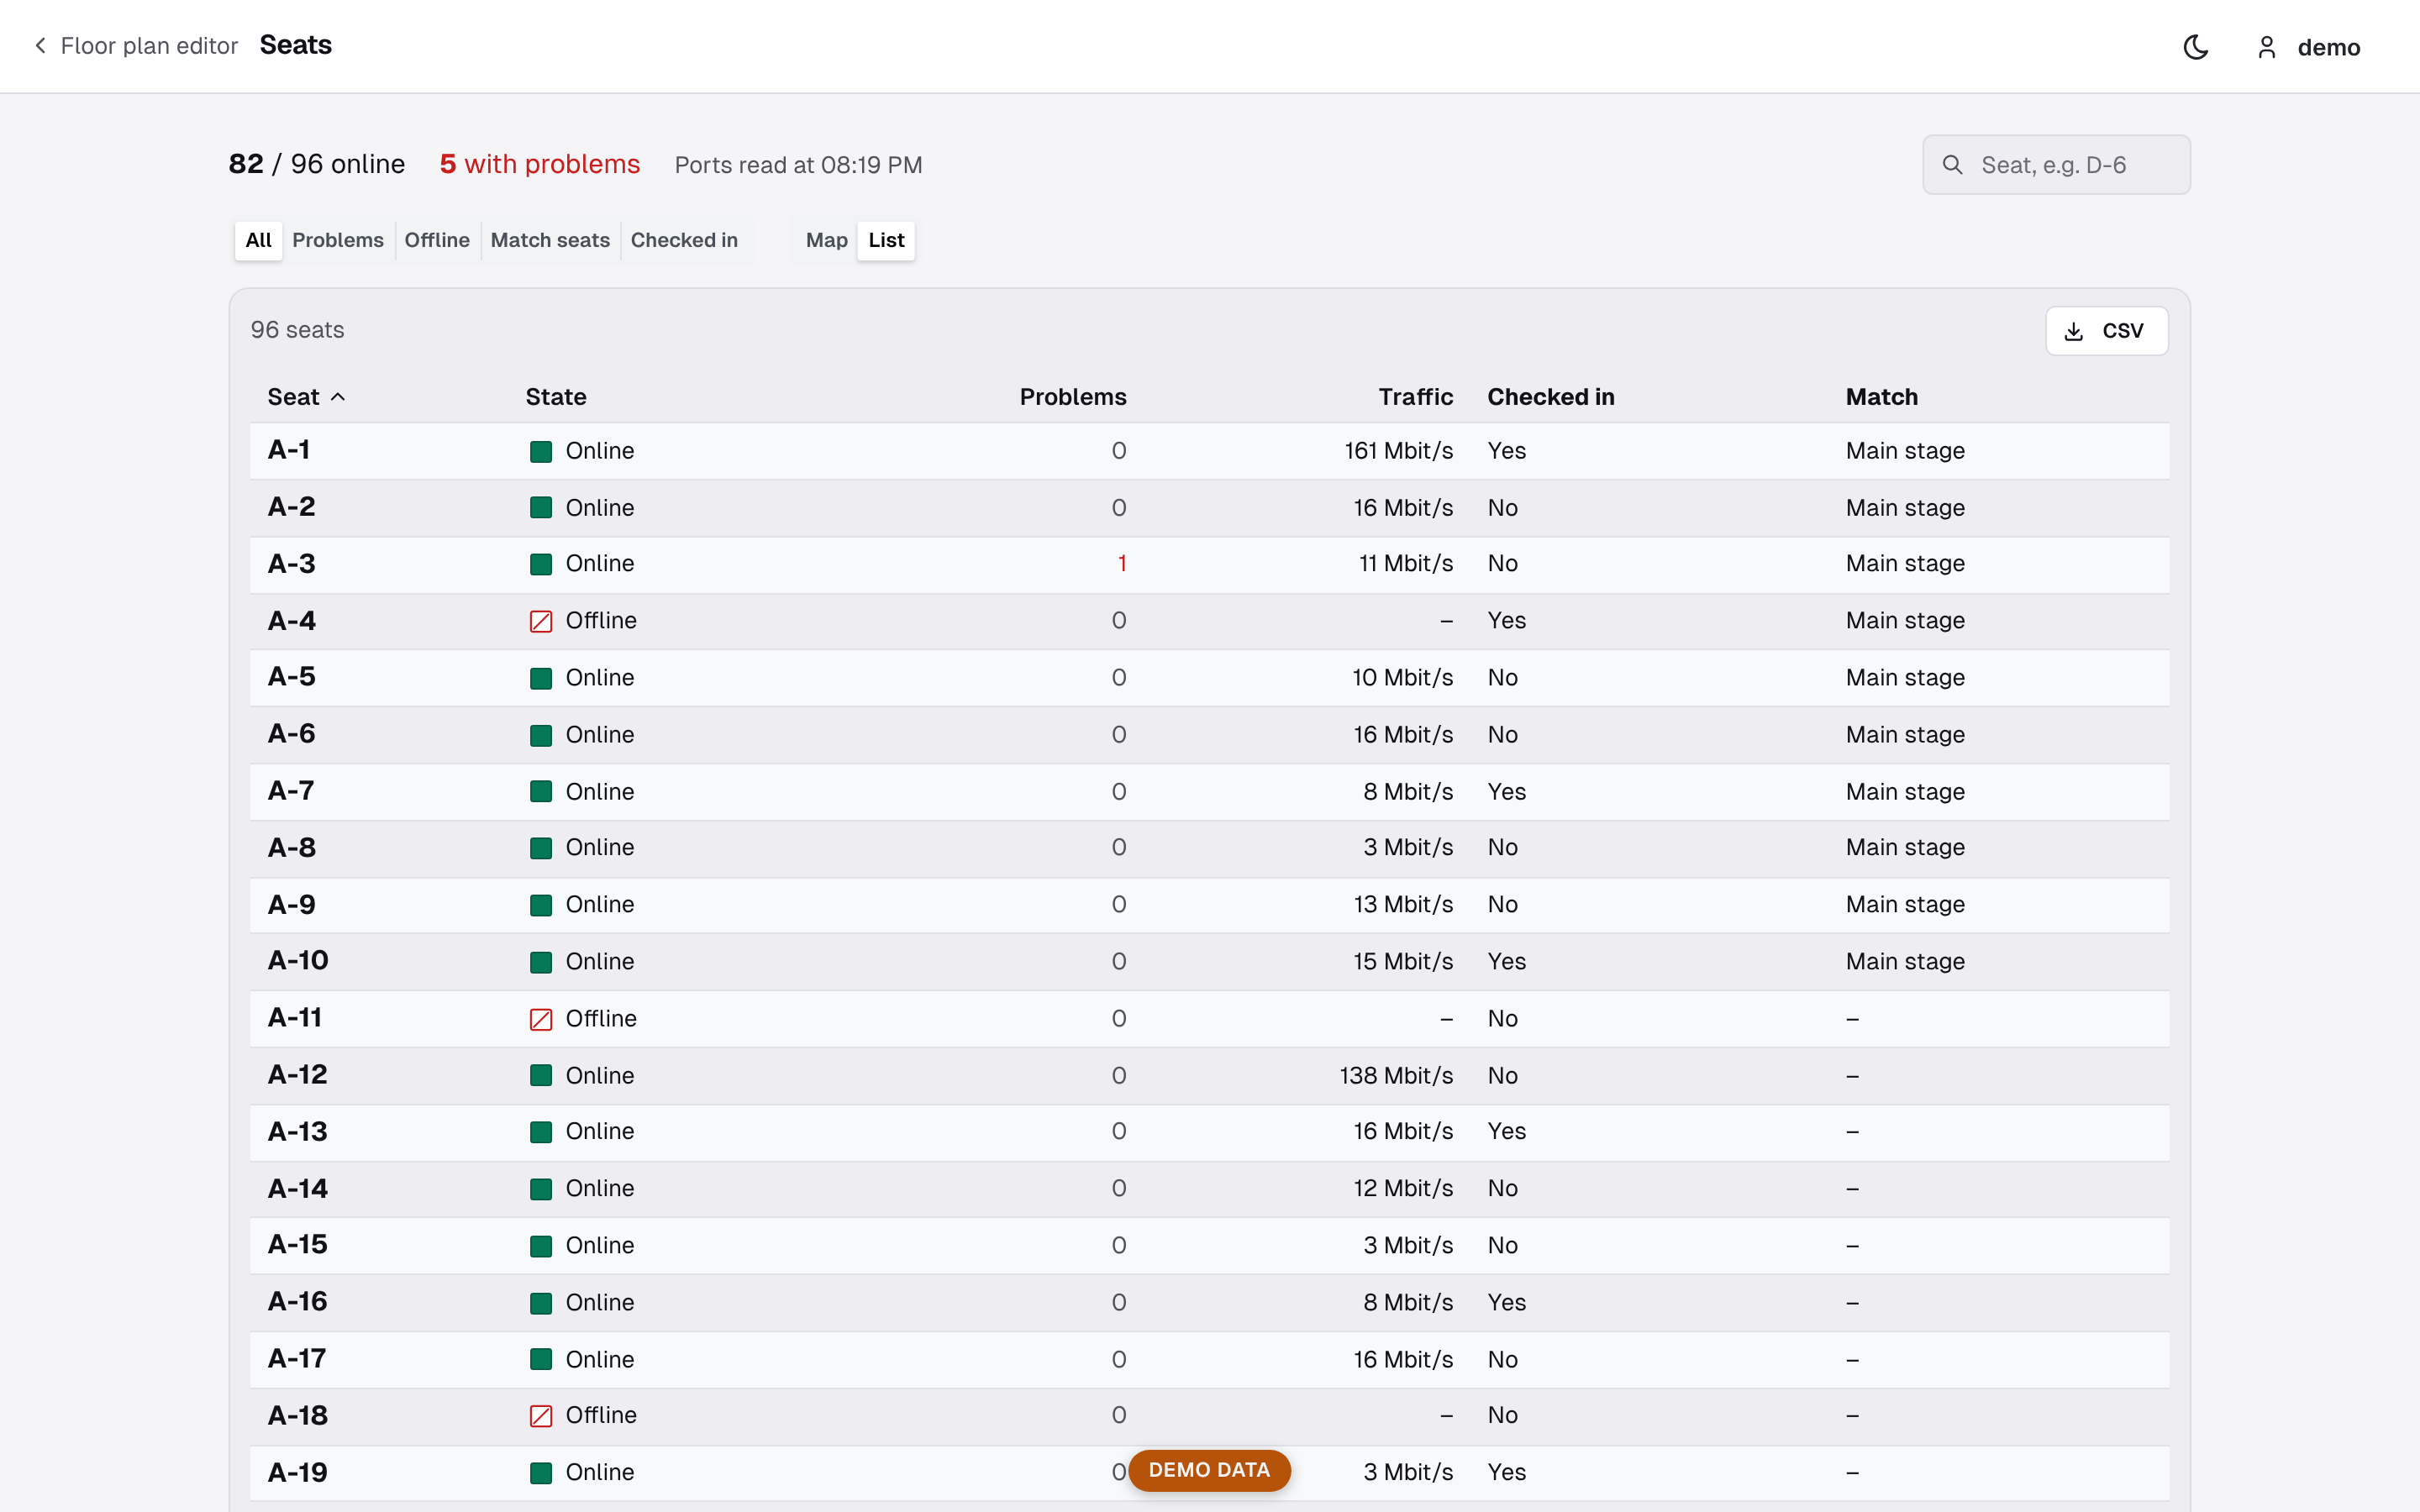 Floor plan editor Seats demo
82 / 96 online 5 with problems Ports read at 08:19 PM Seat, e.g. D-6
All Problems Offline Match seats Checked in Map List
96 seats CSV
Seat State Problems Traffic Checked in Match
A-1 Online 0 161 Mbit/s Yes Main stage
A-2 Online 0 16 Mbit/s No Main stage
A-3 Online 1 11 Mbit/s No Main stage
A-4 Offline 0 – Yes Main stage
A-5 Online 0 10 Mbit/s No Main stage
A-6 Online 0 16 Mbit/s No Main stage
A-7 Online 0 8 Mbit/s Yes Main stage
A-8 Online 0 3 Mbit/s No Main stage
A-9 Online 0 13 Mbit/s No Main stage
A-10 Online 0 15 Mbit/s Yes Main stage
A-11 Offline 0 – No –
A-12 Online 0 138 Mbit/s No –
A-13 Online 0 16 Mbit/s Yes –
A-14 Online 0 12 Mbit/s No –
A-15 Online 0 3 Mbit/s No –
A-16 Online 0 8 Mbit/s Yes –
A-17 Online 0 16 Mbit/s No –
A-18 Offline 0 – No –
A-19 Online 0 3 Mbit/s Yes –
DEMO DATA